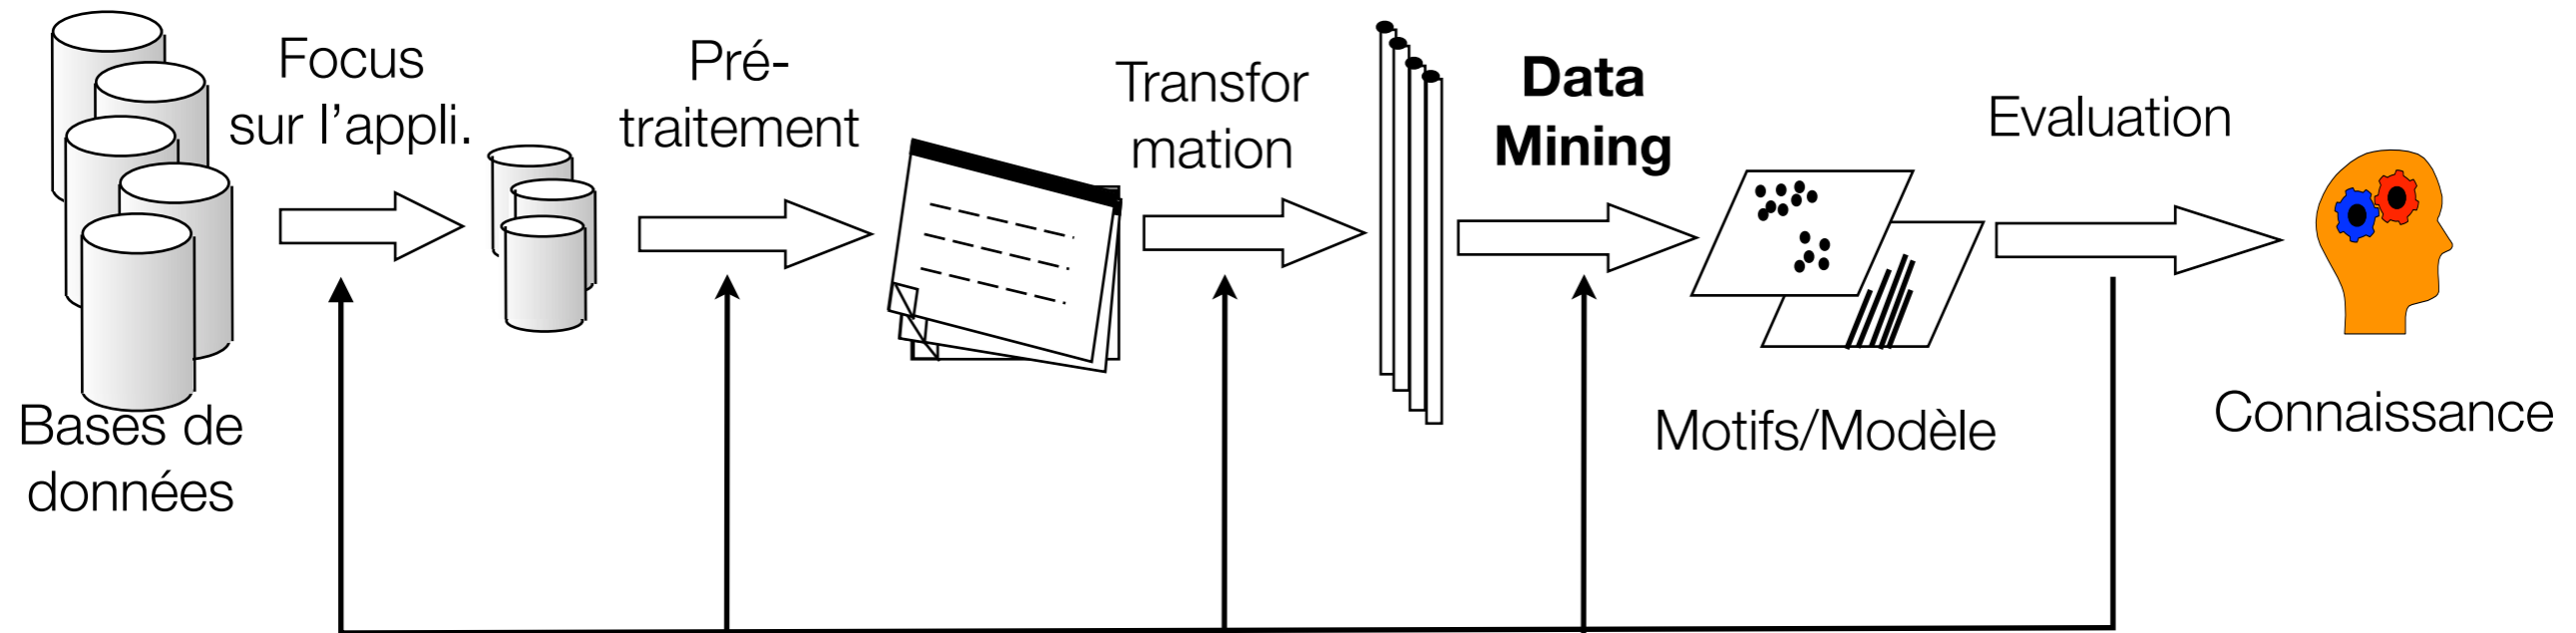 Focus
sur l'appli.
Pré-
traitement
Transfor
mation
Data
Mining
Evaluation
Bases de
données
Motifs/Modèle
Connaissance